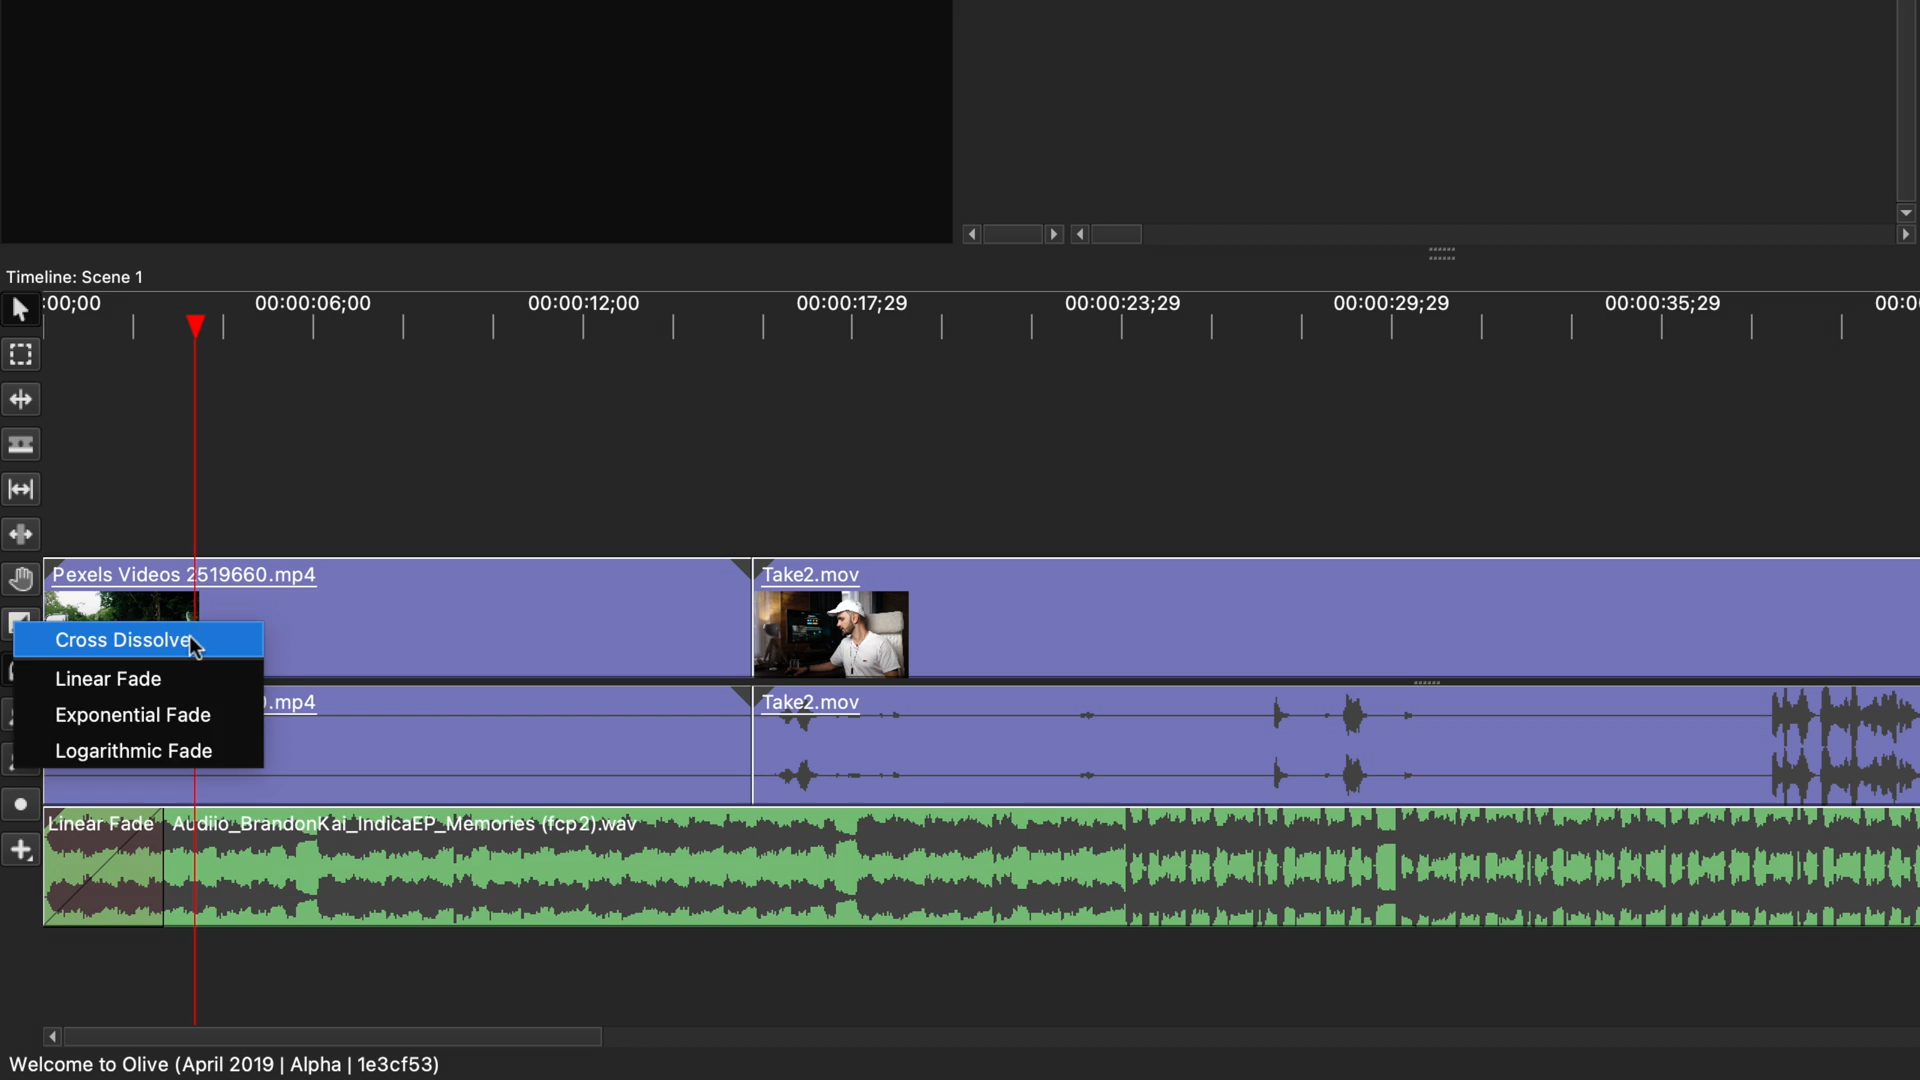 Timeline: Scene 1
:00;00 00:00:06;00 00:00:12;00 00:00:17;29 00:00:23;29 00:00:29;29 00:00:35;29 00:0
Pexels Videos 2519660.mp4 Take2.mov
Cross Dissolve
Linear Fade
.mp4 Take2.mov
Exponential Fade
Logarithmic Fade
Linear Fade Audiio_BrandonKai_IndicaEP_Memories (fcp2).wav
Welcome to Olive (April 2019 | Alpha | 1e3cf53)